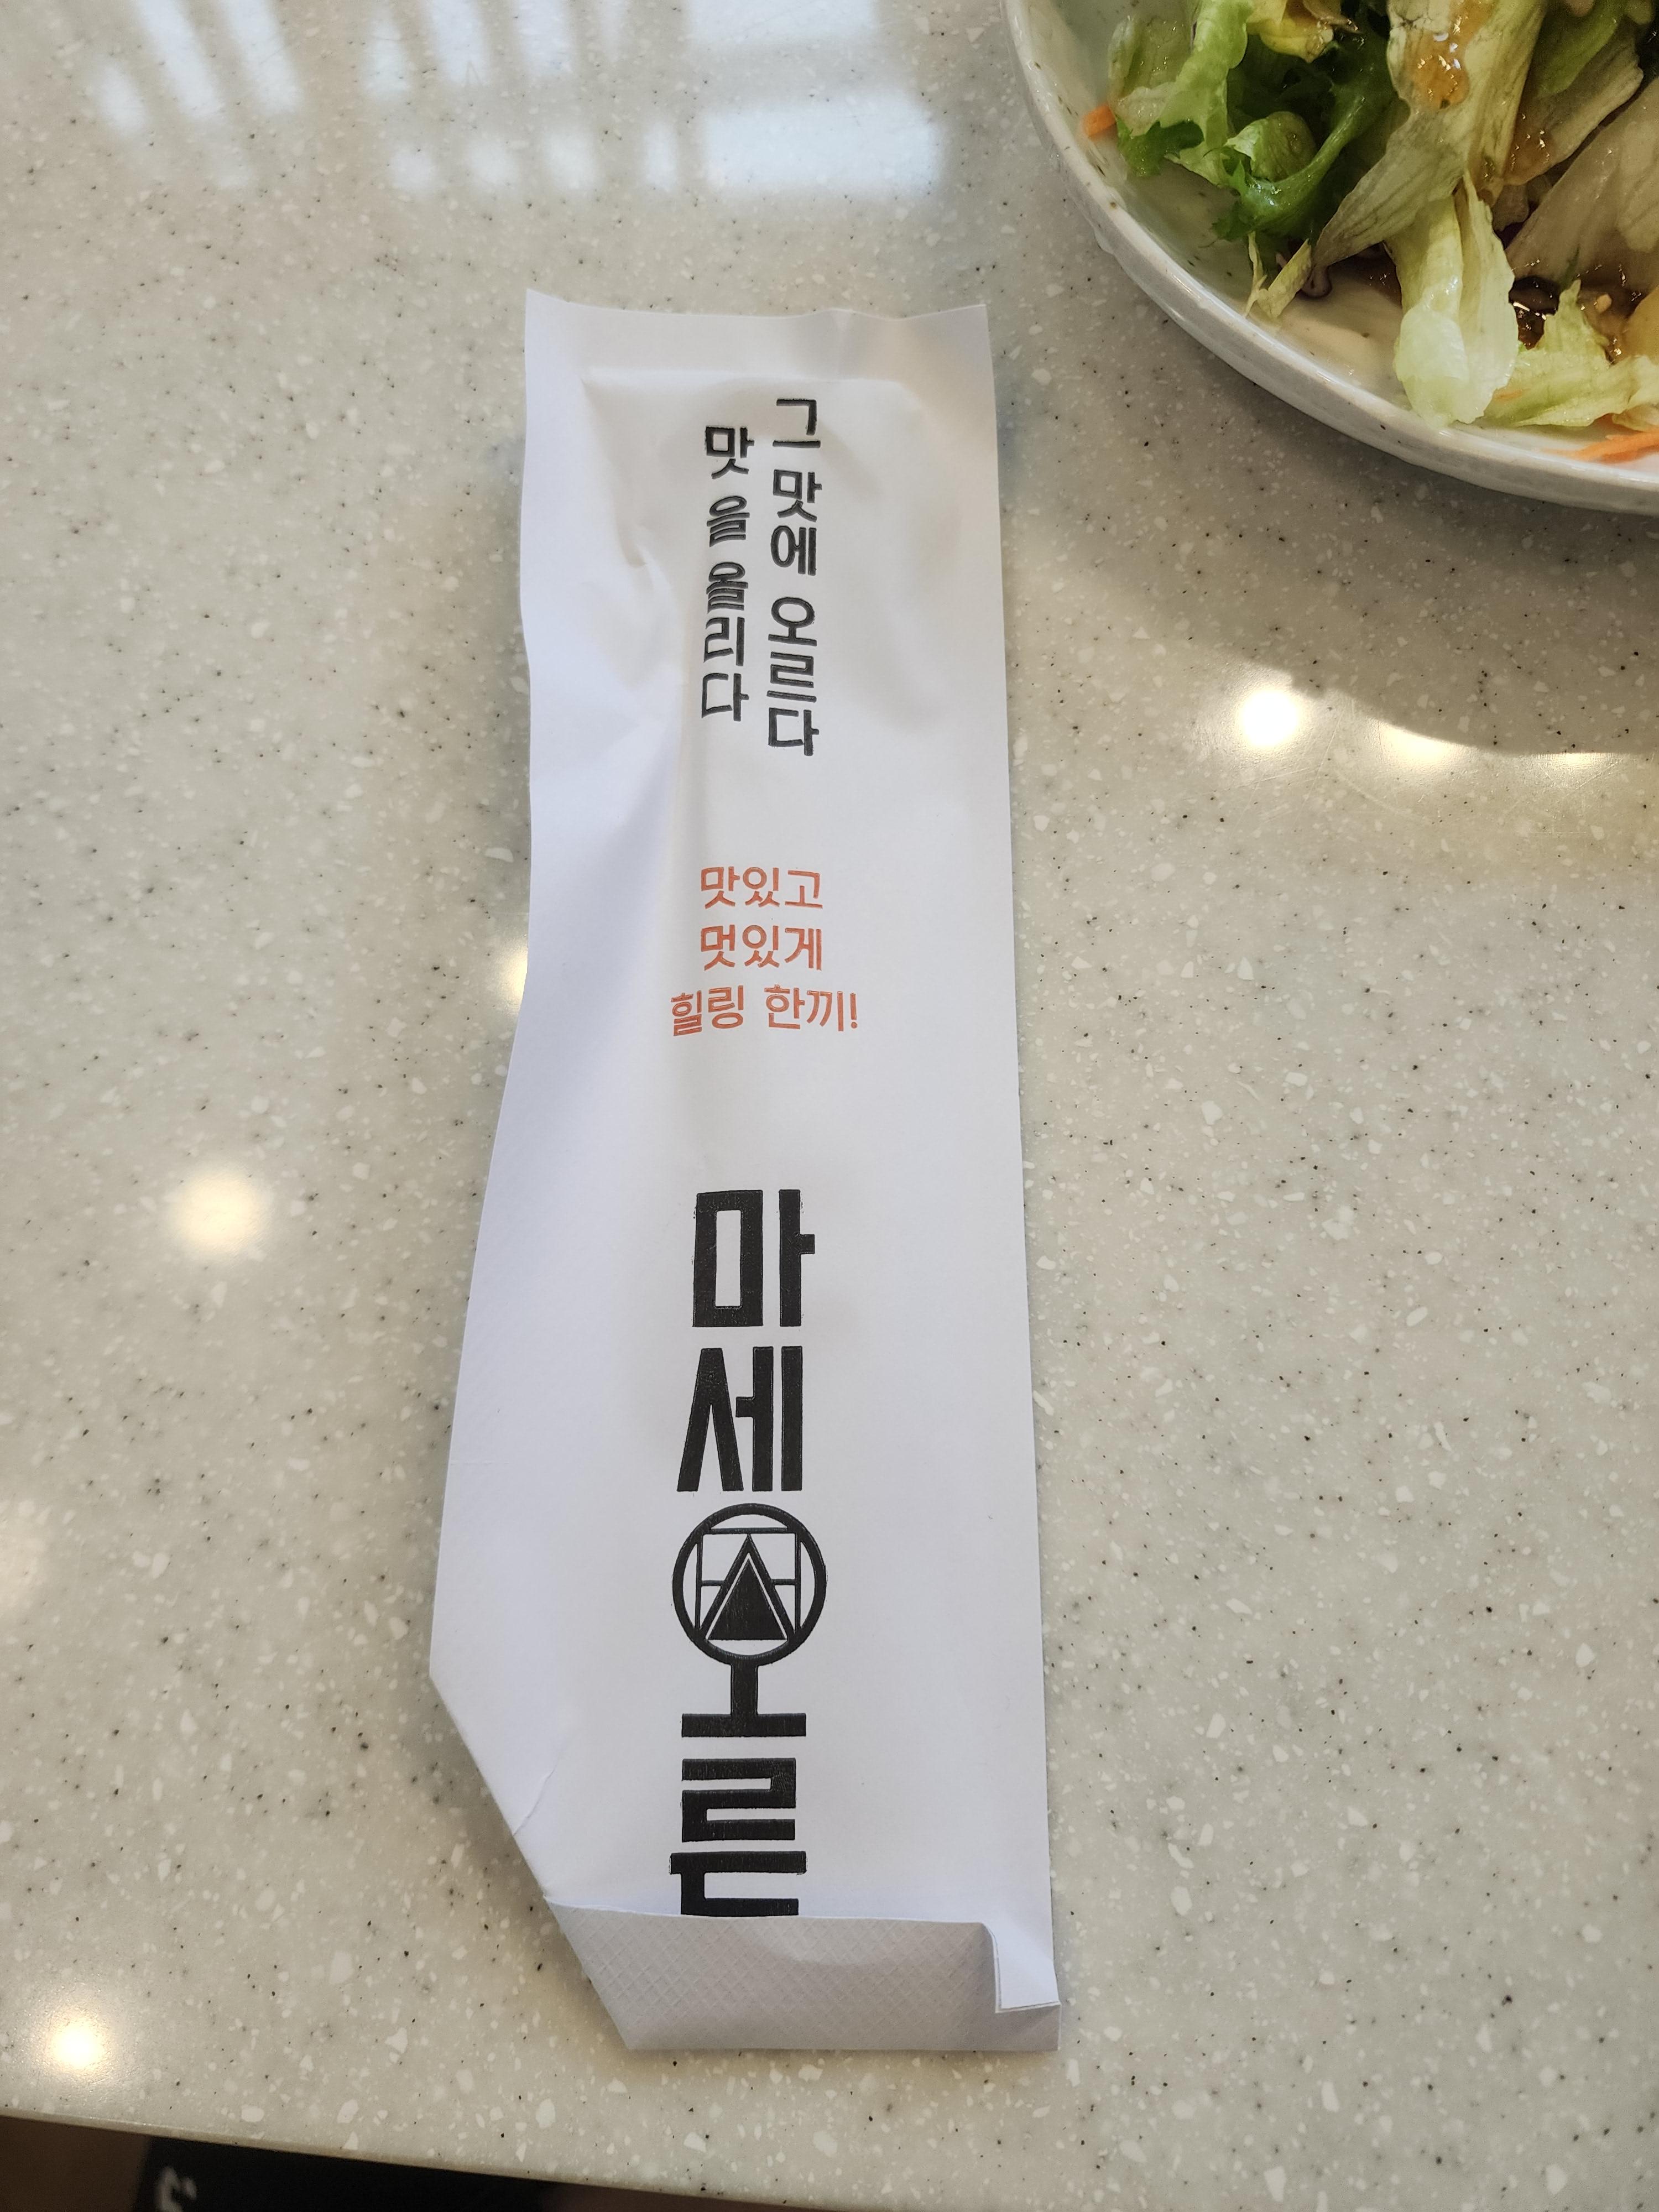 맛을 올리다
그 맛에 오르다
맛있고
멋있게
힐링 한끼!
마세오른